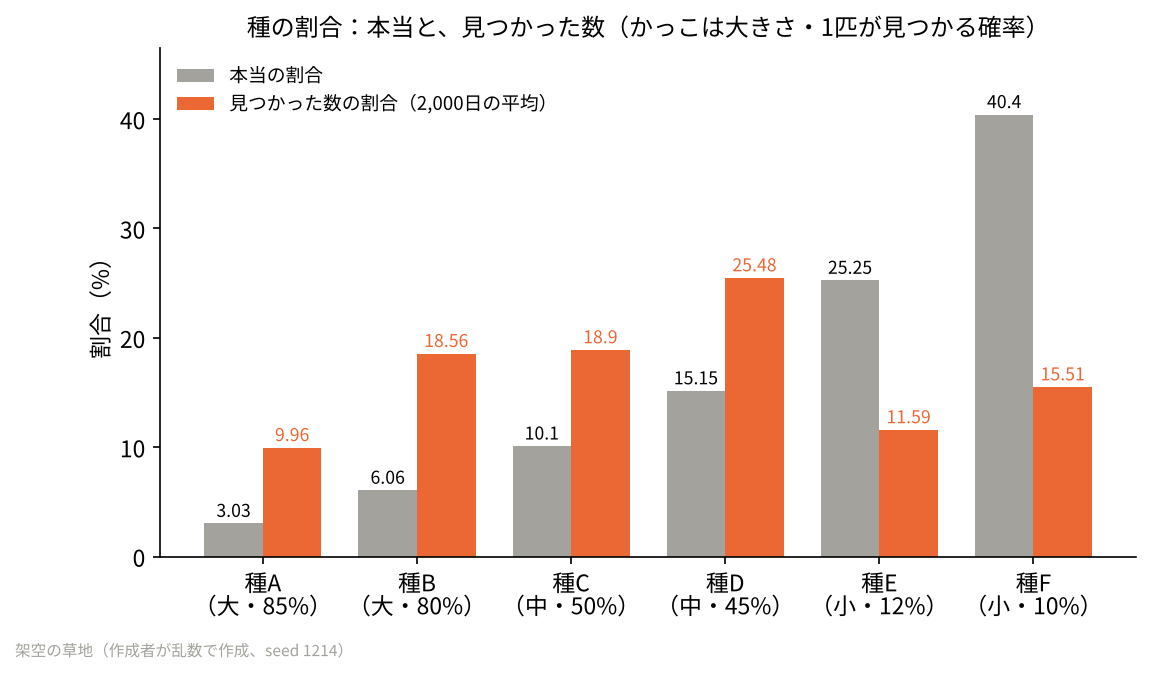 種の割合：本当と、見つかった数（かっこは大きさ・1匹が見つかる確率）
本当の割合
見つかった数の割合（2,000日の平均）
割合（%）
40
30
20
10
0
3.03
9.96
6.06
18.56
10.1
18.9
15.15
25.48
25.25
11.59
40.4
15.51
種A
（大・85%）
種B
（大・80%）
種C
（中・50%）
種D
（中・45%）
種E
（小・12%）
種F
（小・10%）
架空の草地（作成者が乱数で作成、seed 1214）